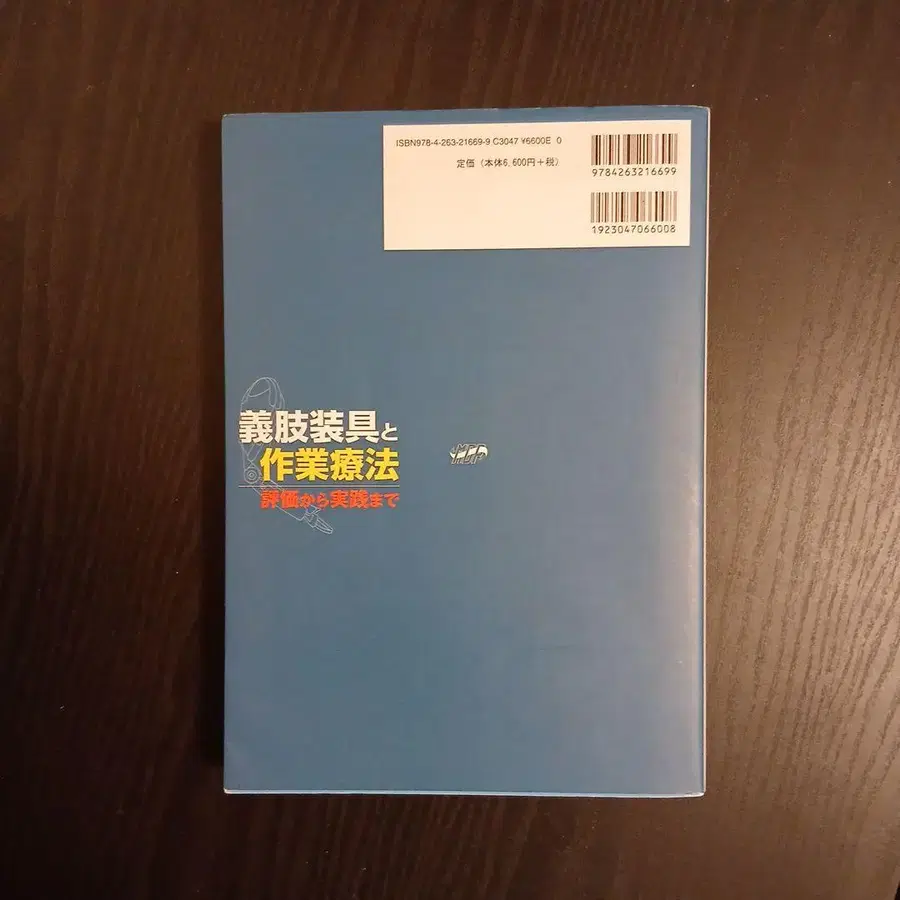 ISBN978-4-263-21669-9 C3047 ¥6600E 0
定価（本体6,600円＋税）
9784263216699
1923047066008
義肢装具と
作業療法
評価から実践まで
MDP